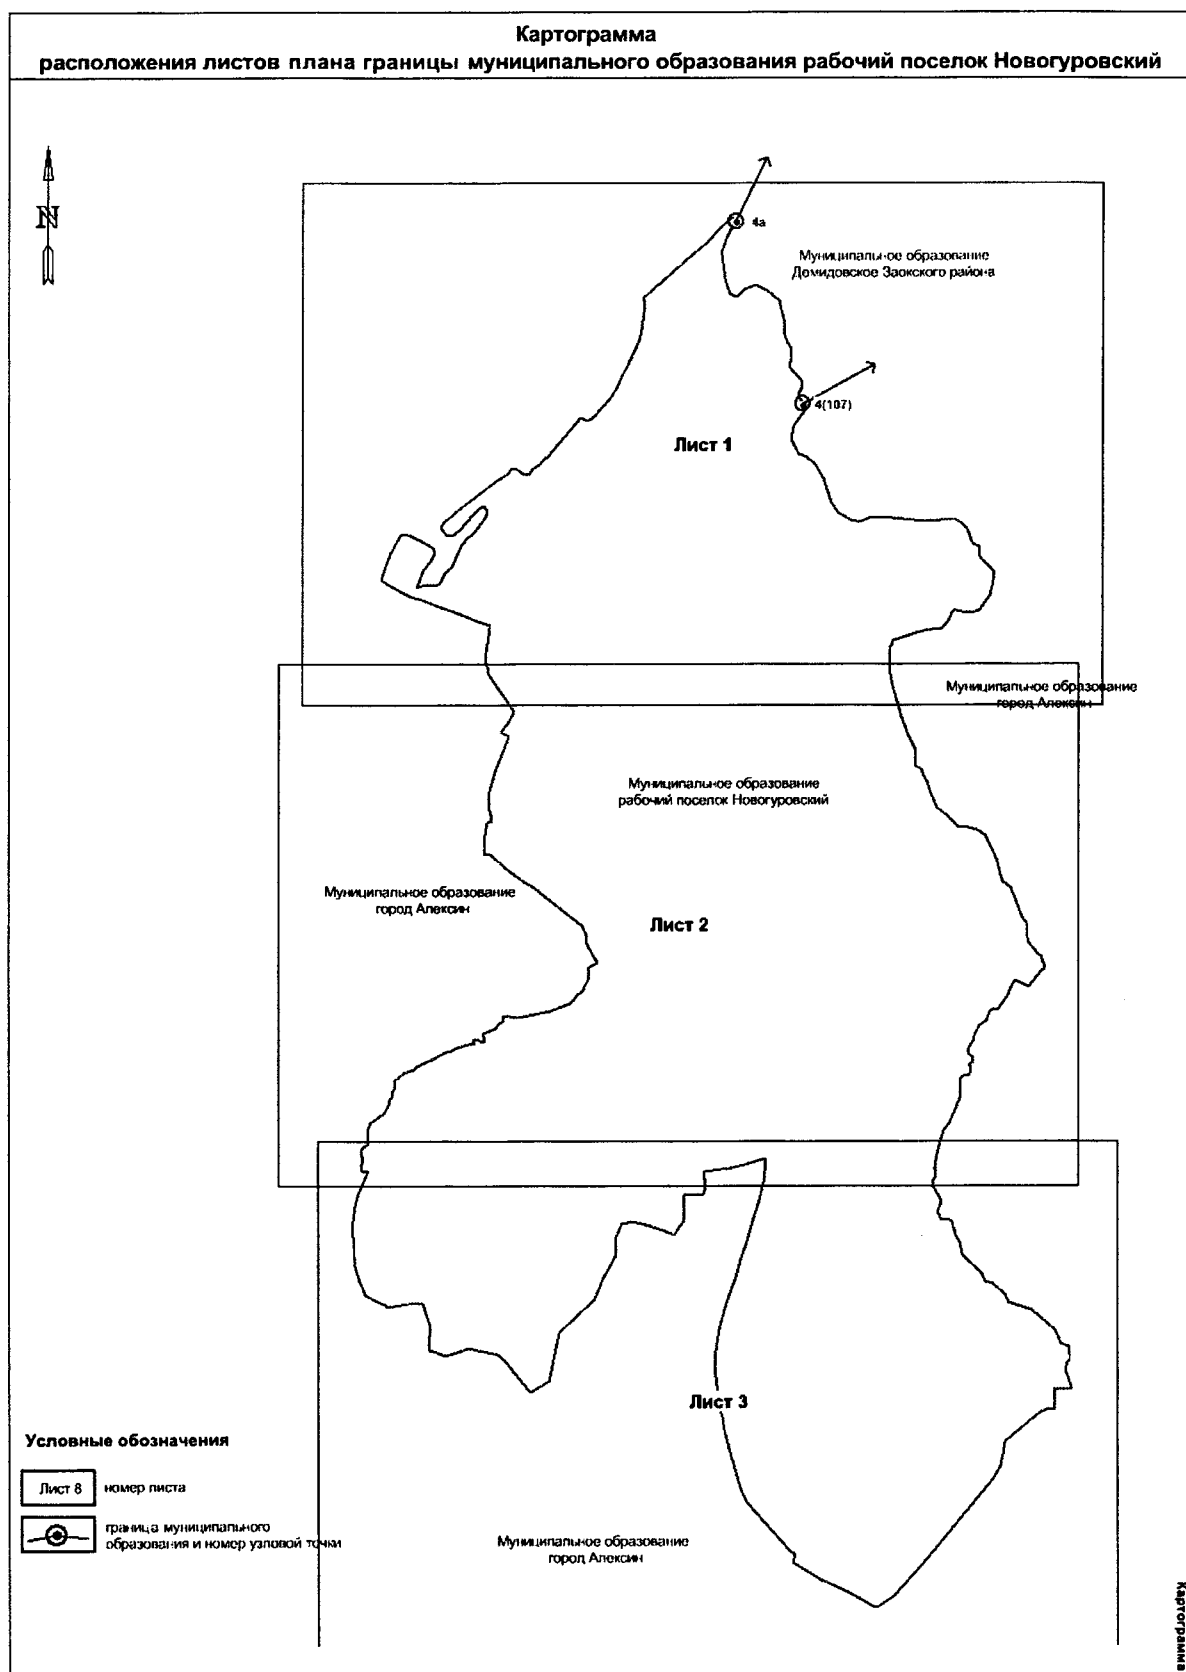 Картограмма
расположения листов плана границы муниципального образования рабочий поселок Новогуровский
N
4а
Муниципальное образование
Домидовское Заокского района
4(107)
Лист 1
Муниципальное образование
город Алексин
Муниципальное образование
рабочий поселок Новогуровский
Муниципальное образование
город Алексин
Лист 2
Лист 3
Условные обозначения
Лист 8 номер листа
граница муниципального
образования и номер узловой точки
Муниципальное образование
город Алексин
Картограмма